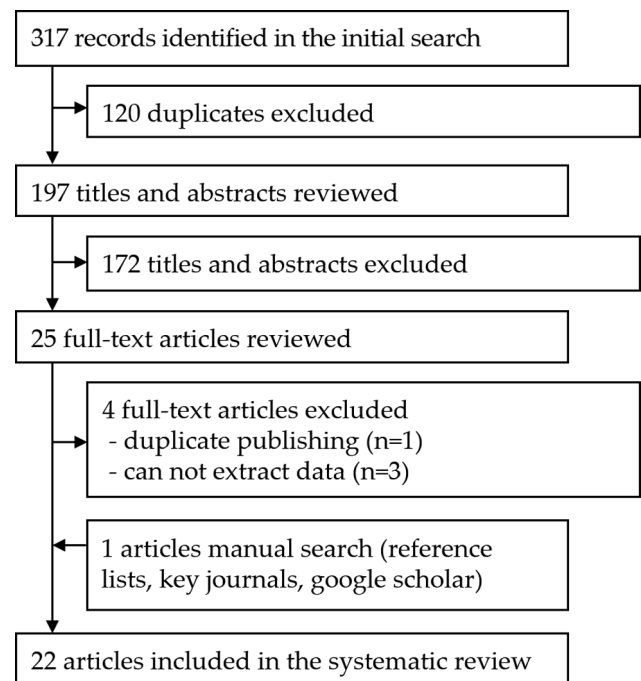 317 records identified in the initial search
120 duplicates excluded
197 titles and abstracts reviewed
172 titles and abstracts excluded
25 full-text articles reviewed
4 full-text articles excluded
- duplicate publishing (n=1)
- can not extract data (n=3)
1 articles manual search (reference
lists, key journals, google scholar)
22 articles included in the systematic review